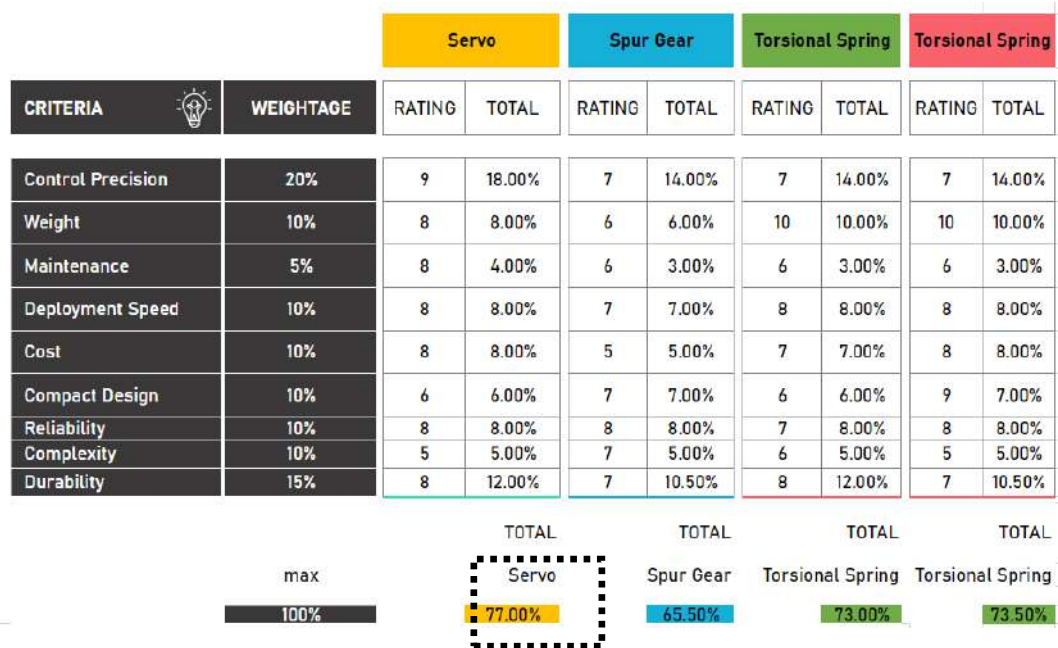 Servo Spur Gear Torsional Spring Torsional Spring
CRITERIA WEIGHTAGE RATING TOTAL RATING TOTAL RATING TOTAL RATING TOTAL
Control Precision 20% 9 18.00% 7 14.00% 7 14.00% 7 14.00%
Weight 10% 8 8.00% 6 6.00% 10 10.00% 10 10.00%
Maintenance 5% 8 4.00% 6 3.00% 6 3.00% 6 3.00%
Deployment Speed 10% 8 8.00% 7 7.00% 8 8.00% 8 8.00%
Cost 10% 8 8.00% 5 5.00% 7 7.00% 8 8.00%
Compact Design 10% 6 6.00% 7 7.00% 6 6.00% 9 7.00%
Reliability 10% 8 8.00% 8 8.00% 7 8.00% 8 8.00%
Complexity 10% 5 5.00% 7 5.00% 6 5.00% 5 5.00%
Durability 15% 8 12.00% 7 10.50% 8 12.00% 7 10.50%
TOTAL TOTAL TOTAL TOTAL
max Servo Spur Gear Torsional Spring Torsional Spring
100% 77.00% 65.50% 73.00% 73.50%